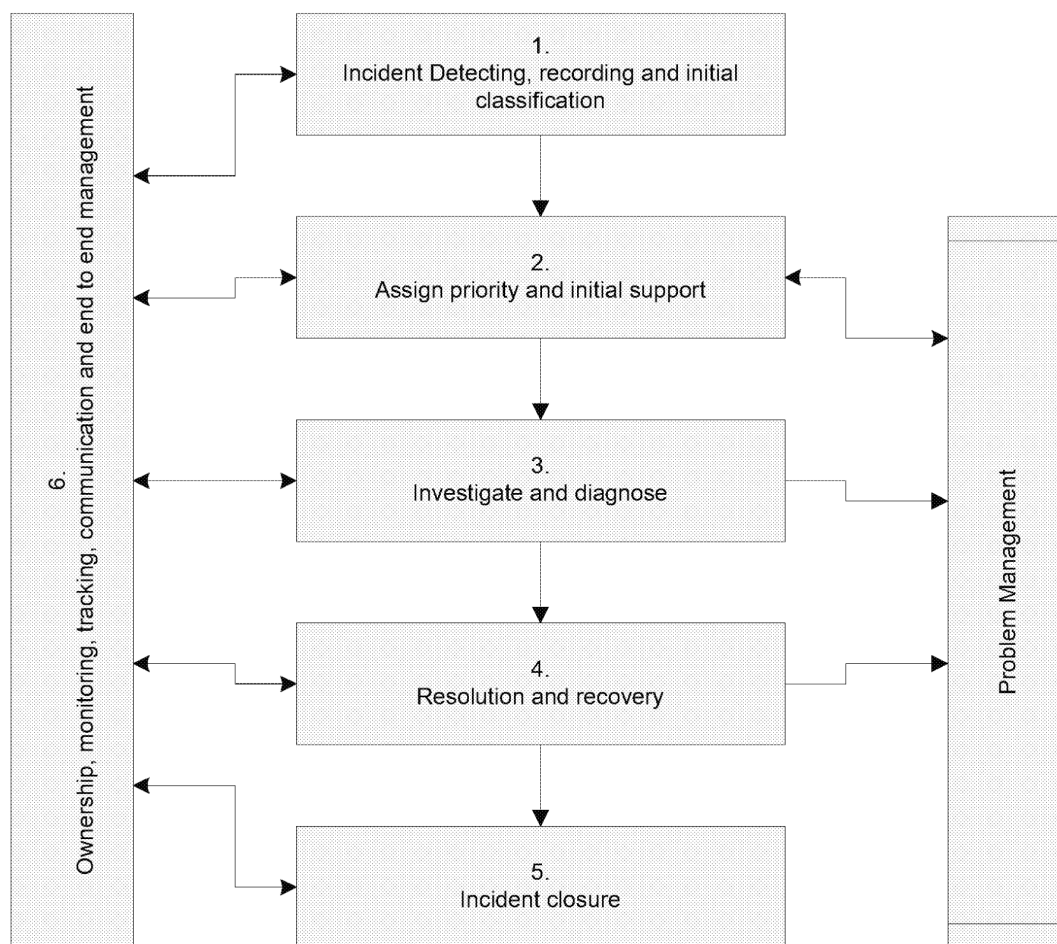 1.
Incident Detecting, recording and initial
classification
2.
Assign priority and initial support
3.
Investigate and diagnose
4.
Resolution and recovery
5.
Incident closure
6.
Ownership, monitoring, tracking, communication and end to end management
Problem Management